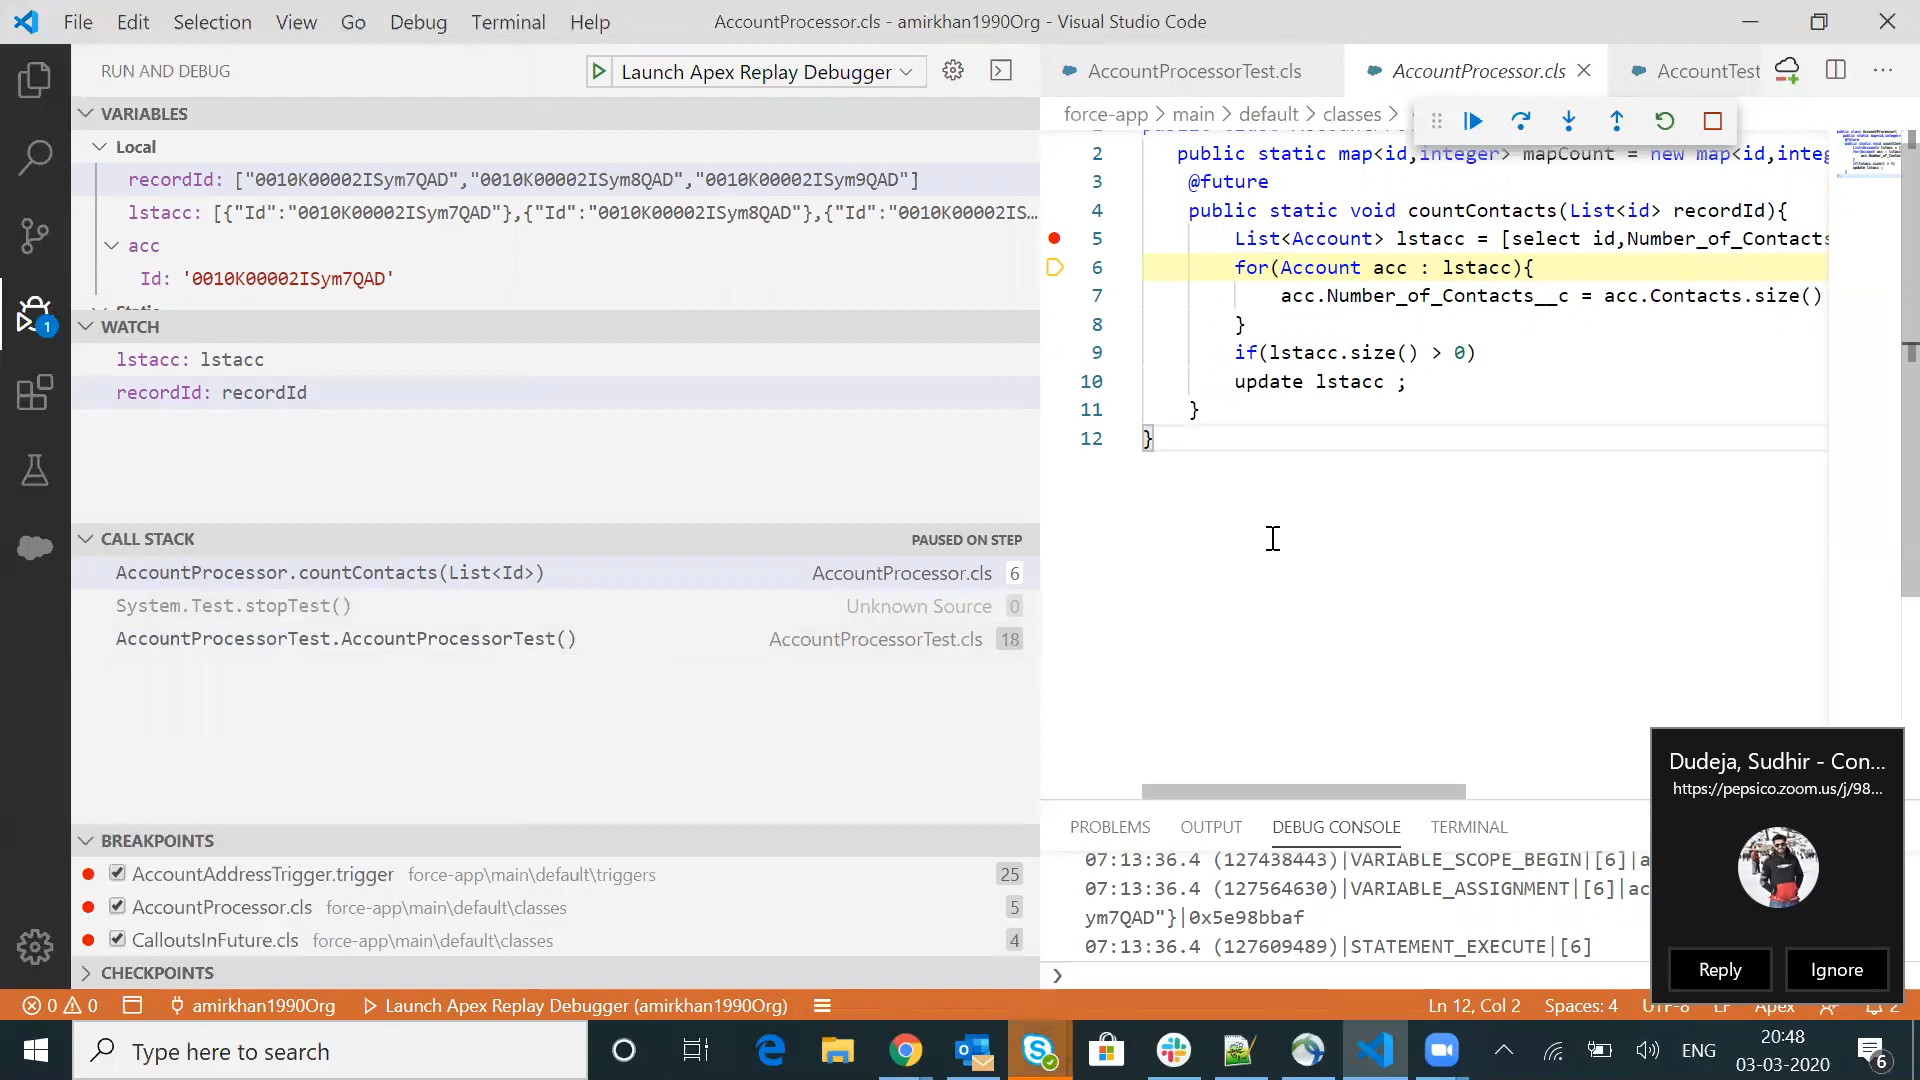 File Edit Selection View Go Debug Terminal Help
AccountProcessor.cls - amirkhan1990Org - Visual Studio Code
RUN AND DEBUG
Launch Apex Replay Debugger
VARIABLES
Local
recordId: ["0010K00002ISym7QAD","0010K00002ISym8QAD","0010K00002ISym9QAD"]
lstacc: [{"Id":"0010K00002ISym7QAD"},{"Id":"0010K00002ISym8QAD"},{"Id":"0010K00002IS...
acc
Id: '0010K00002ISym7QAD'
Static
WATCH
lstacc: lstacc
recordId: recordId
CALL STACK
PAUSED ON STEP
AccountProcessor.countContacts(List<Id>) AccountProcessor.cls 6
System.Test.stopTest() Unknown Source 0
AccountProcessorTest.AccountProcessorTest() AccountProcessorTest.cls 18
BREAKPOINTS
AccountAddressTrigger.trigger force-app\main\default\triggers 25
AccountProcessor.cls force-app\main\default\classes 5
CalloutsInFuture.cls force-app\main\default\classes 4
CHECKPOINTS
AccountProcessorTest.cls AccountProcessor.cls AccountTest
force-app > main > default > classes >
2 public static map<id,integer> mapCount = new map<id,integ
3 @future
4 public static void countContacts(List<id> recordId){
5 List<Account> lstacc = [select id,Number_of_Contacts
6 for(Account acc : lstacc){
7 acc.Number_of_Contacts__c = acc.Contacts.size()
8 }
9 if(lstacc.size() > 0)
10 update lstacc ;
11 }
12 }
PROBLEMS OUTPUT DEBUG CONSOLE TERMINAL
07:13:36.4 (127438443)|VARIABLE_SCOPE_BEGIN|[6]|a
07:13:36.4 (127564630)|VARIABLE_ASSIGNMENT|[6]|ac
ym7QAD"}|0x5e98bbaf
07:13:36.4 (127609489)|STATEMENT_EXECUTE|[6]
Dudeja, Sudhir - Con...
https://pepsico.zoom.us/j/98...
Reply Ignore
1
0 0 amirkhan1990Org Launch Apex Replay Debugger (amirkhan1990Org)
Ln 12, Col 2 Spaces: 4 UTF-8 LF Apex 2
Type here to search
ENG
20:48
03-03-2020
6